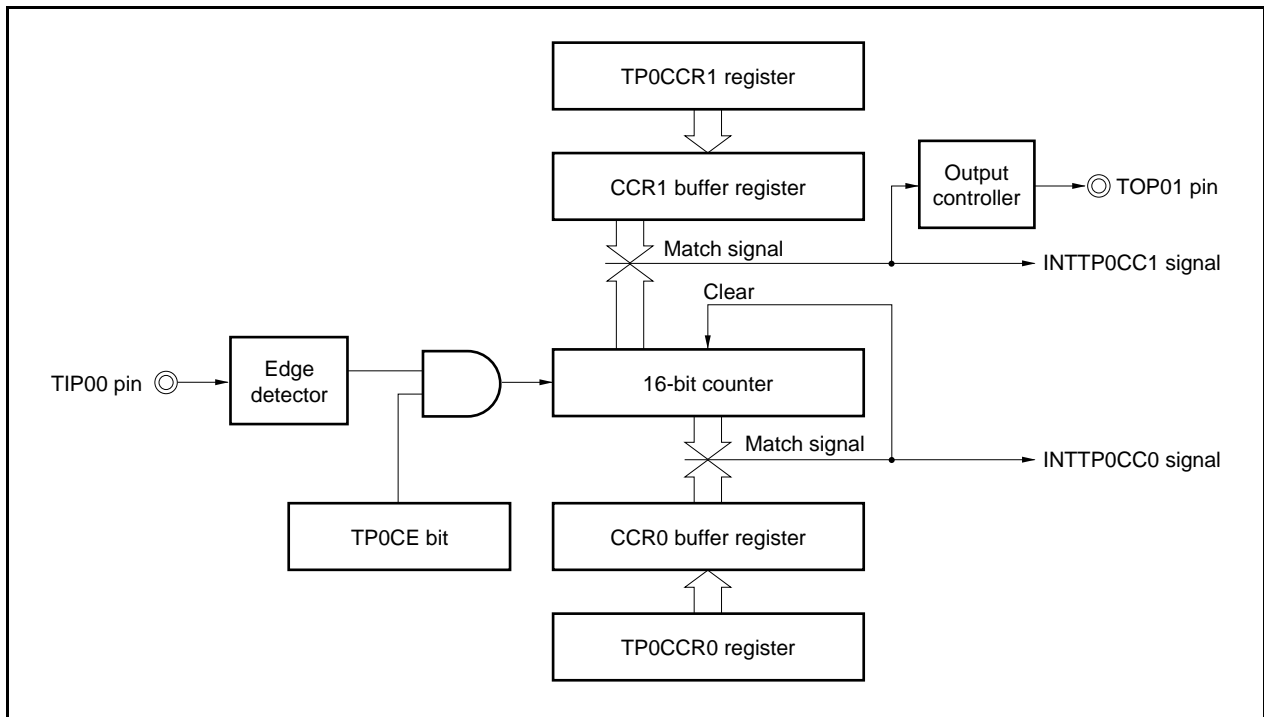 TP0CCR1 register
CCR1 buffer register
Output
controller
TOP01 pin
Match signal
INTTP0CC1 signal
Clear
TIP00 pin
Edge
detector
16-bit counter
Match signal
INTTP0CC0 signal
TP0CE bit
CCR0 buffer register
TP0CCR0 register